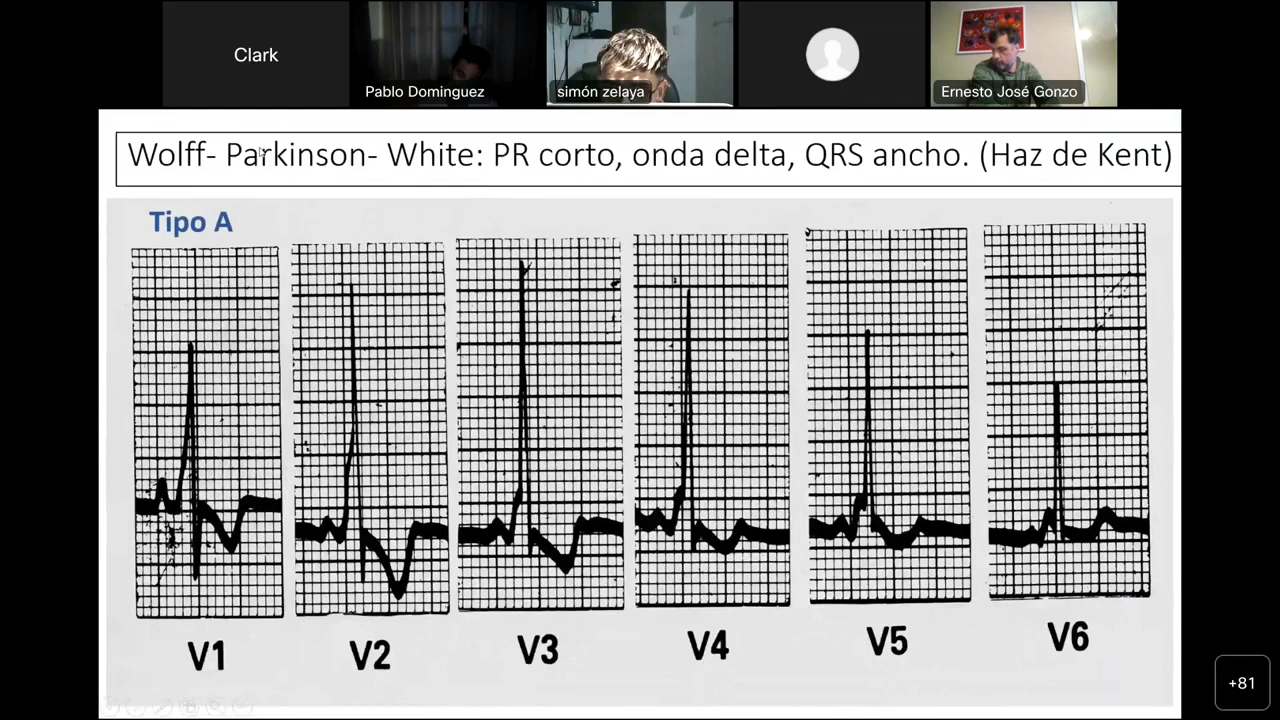 Clark
Pablo Dominguez
simón zelaya
Ernesto José Gonzo
Wolff- Parkinson- White: PR corto, onda delta, QRS ancho. (Haz de Kent)
Tipo A
V1
V2
V3
V4
V5
V6
+81